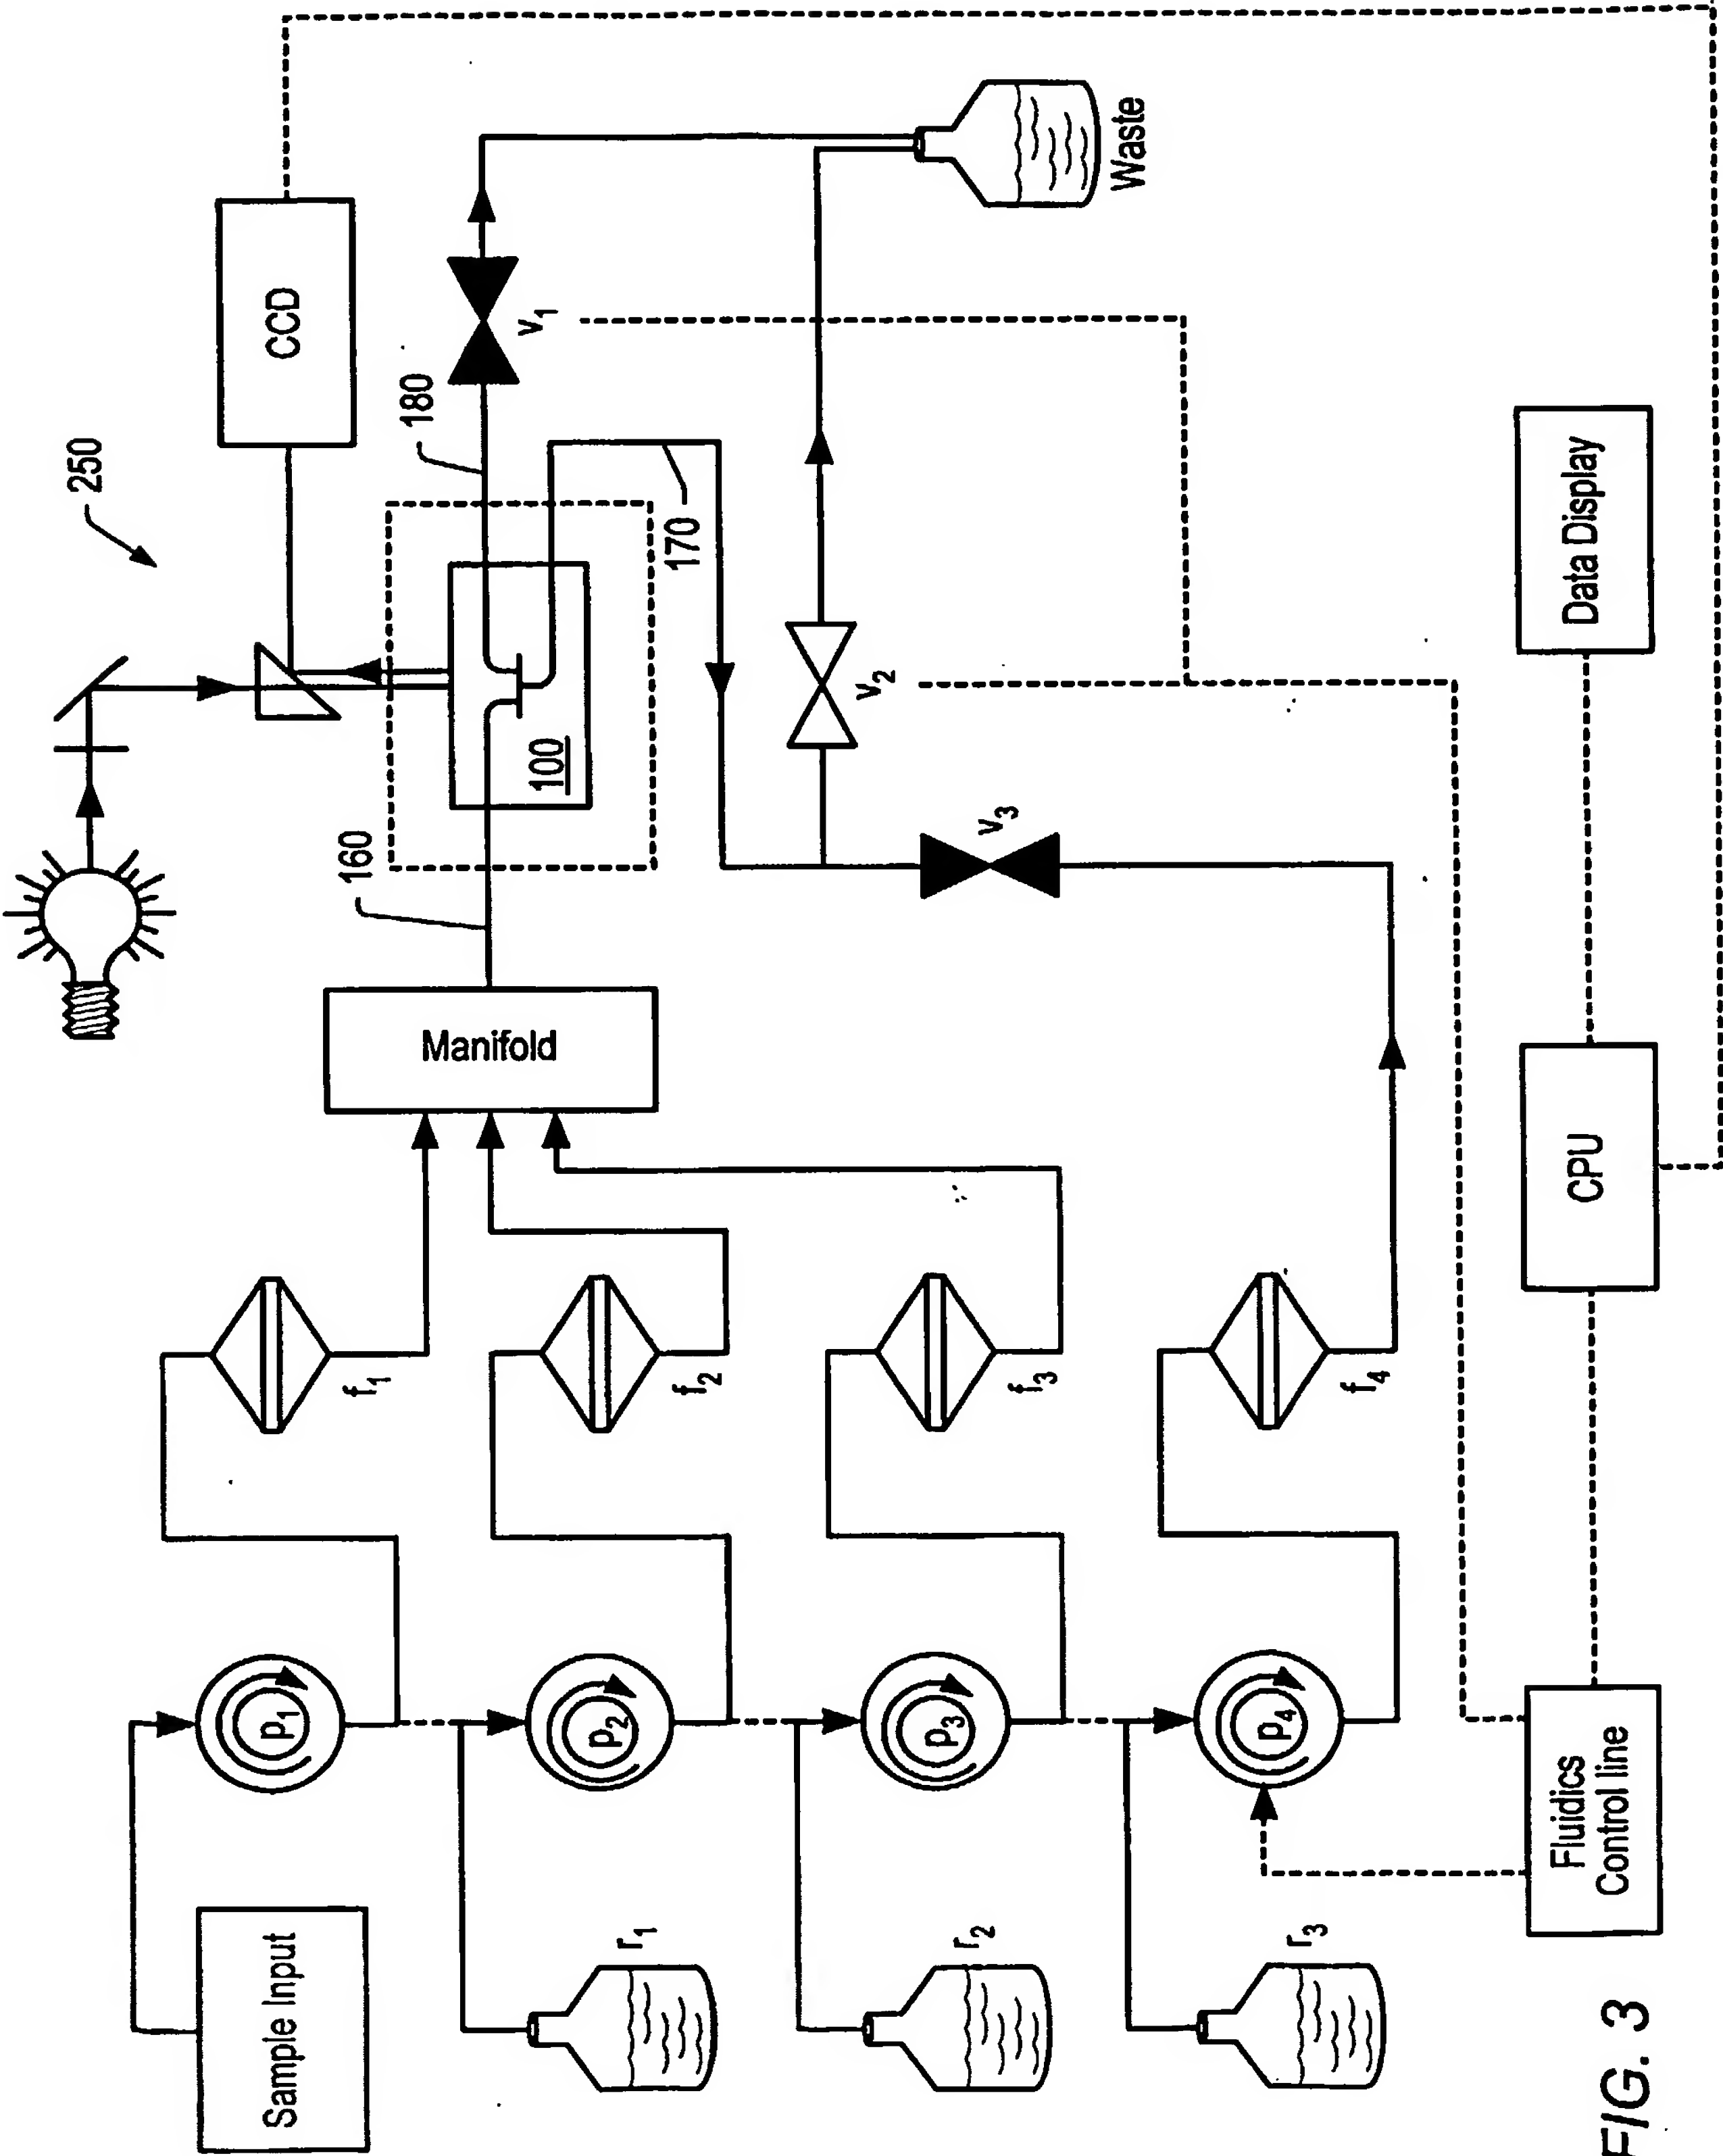 250
CCD
180
v1
100
170
160
v2
v3
Waste
Manifold
f1
f2
f3
f4
p1
p2
p3
p4
Sample Input
r1
r2
r3
Fluidics
Control line
CPU
Data Display
FIG. 3